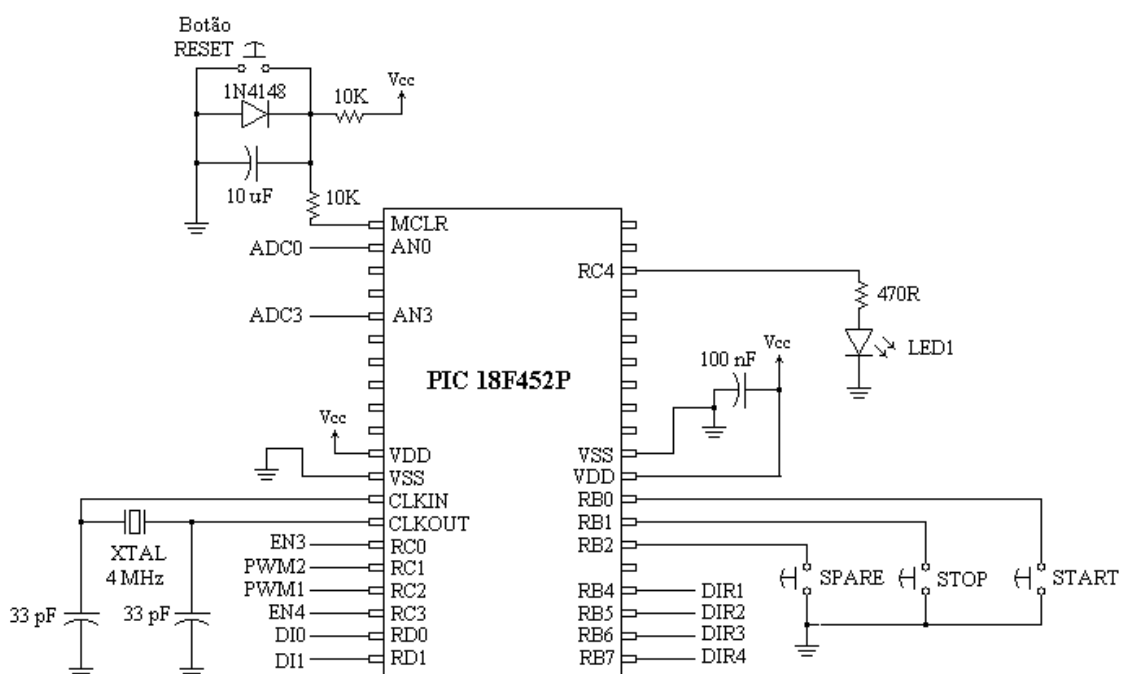 Botão
RESET
1N4148
10K
Vcc
10 uF
10K
MCLR
ADC0
AN0
RC4
470R
ADC3
AN3
LED1
100 nF
Vcc
PIC 18F452P
Vcc
VDD
VSS
VSS
VDD
CLKIN
RB0
CLKOUT
RB1
XTAL
4 MHz
EN3
RC0
RB2
PWM2
RC1
SPARE
STOP
START
PWM1
RC2
RB4
DIR1
33 pF
33 pF
EN4
RC3
RB5
DIR2
DI0
RD0
RB6
DIR3
DI1
RD1
RB7
DIR4